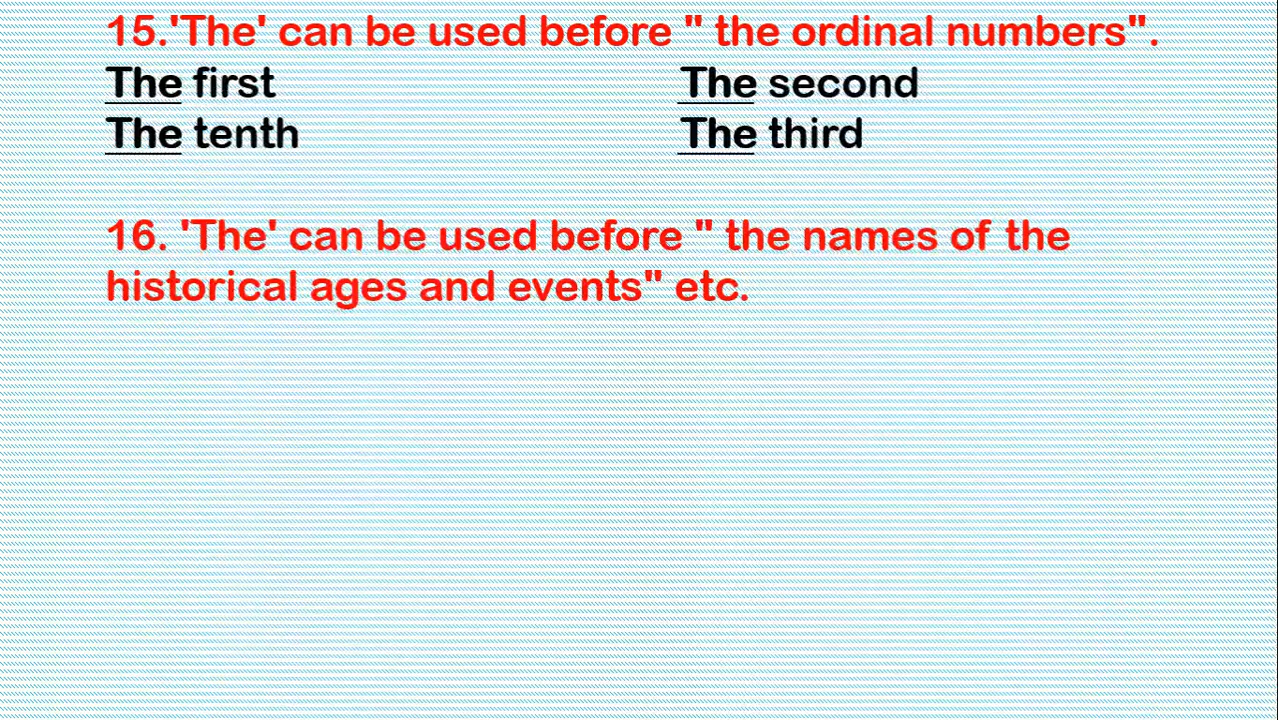 15.'The' can be used before " the ordinal numbers".
The first The second
The tenth The third
16. 'The' can be used before " the names of the
historical ages and events" etc.